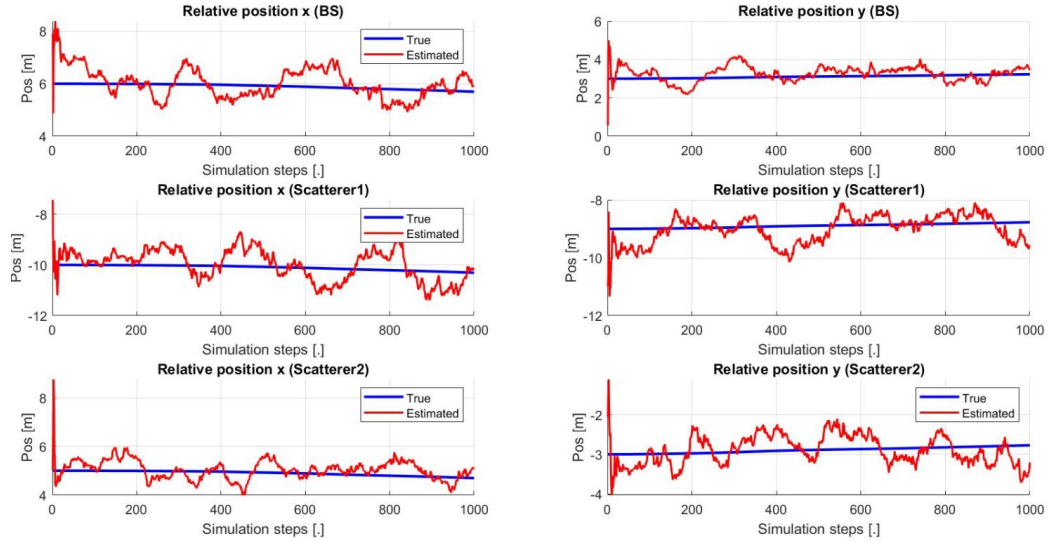 Relative position x (BS)
8
6
4
Pos [m]
0
200
400
600
800
1000
Simulation steps [.]
True
Estimated
Relative position y (BS)
6
4
2
0
Pos [m]
0
200
400
600
800
1000
Simulation steps [.]
True
Estimated
Relative position x (Scatterer1)
-8
-10
-12
Pos [m]
0
200
400
600
800
1000
Simulation steps [.]
True
Estimated
Relative position y (Scatterer1)
-8
-10
-12
Pos [m]
0
200
400
600
800
1000
Simulation steps [.]
Relative position x (Scatterer2)
8
6
4
Pos [m]
0
200
400
600
800
1000
Simulation steps [.]
True
Estimated
Relative position y (Scatterer2)
-2
-3
-4
Pos [m]
0
200
400
600
800
1000
Simulation steps [.]
True
Estimated